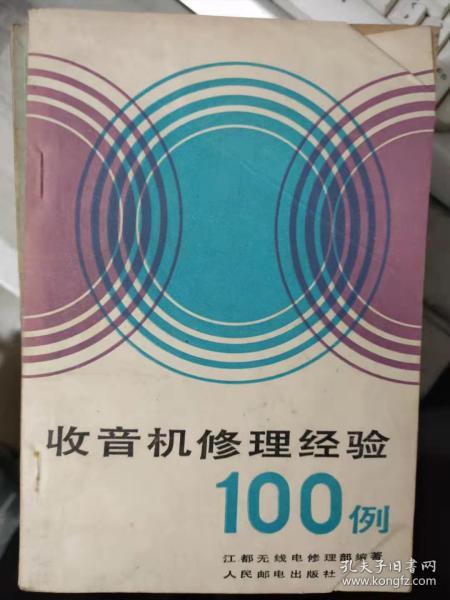 收音机修理经验
100例
江都无线电修理部编著
人民邮电出版社
孔夫子旧书网
www.kongfz.com